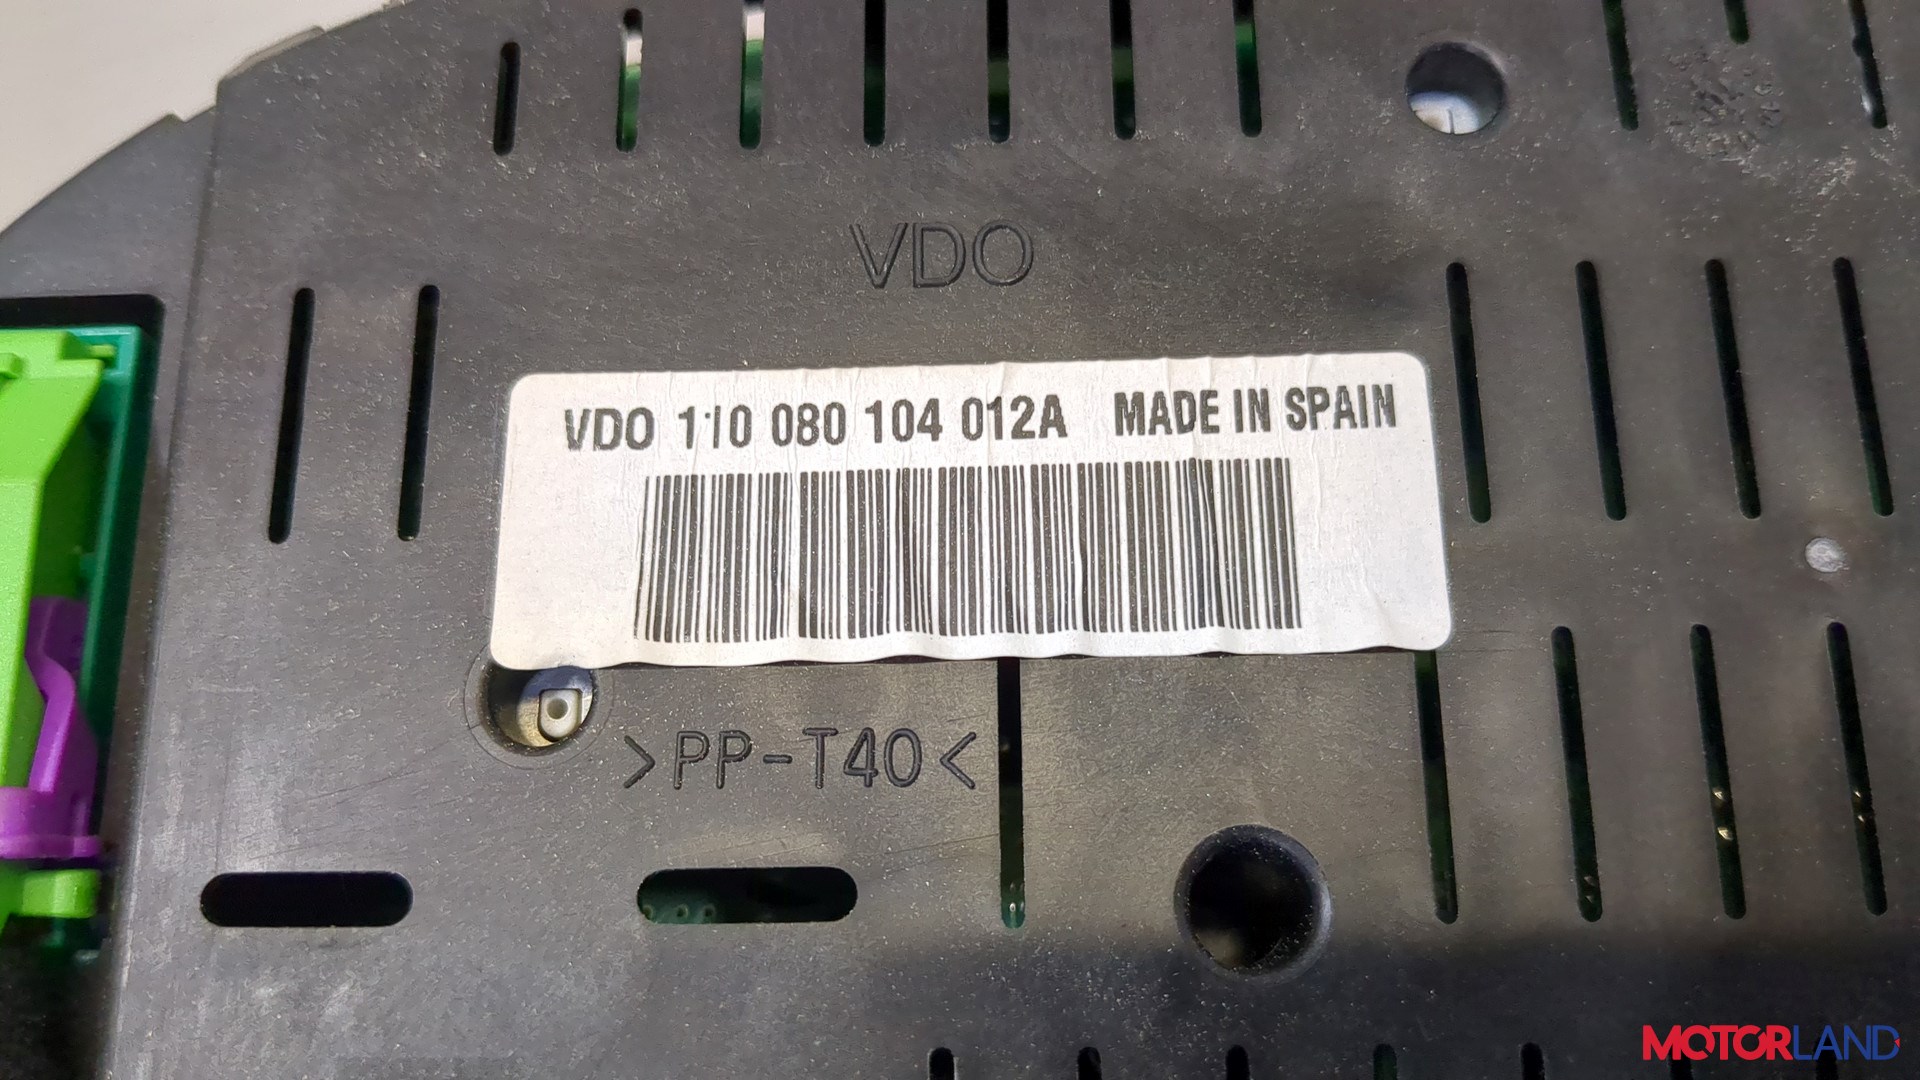 VDO
VDO 110 080 104 012A MADE IN SPAIN
>PP-T40<
MOTORLAND